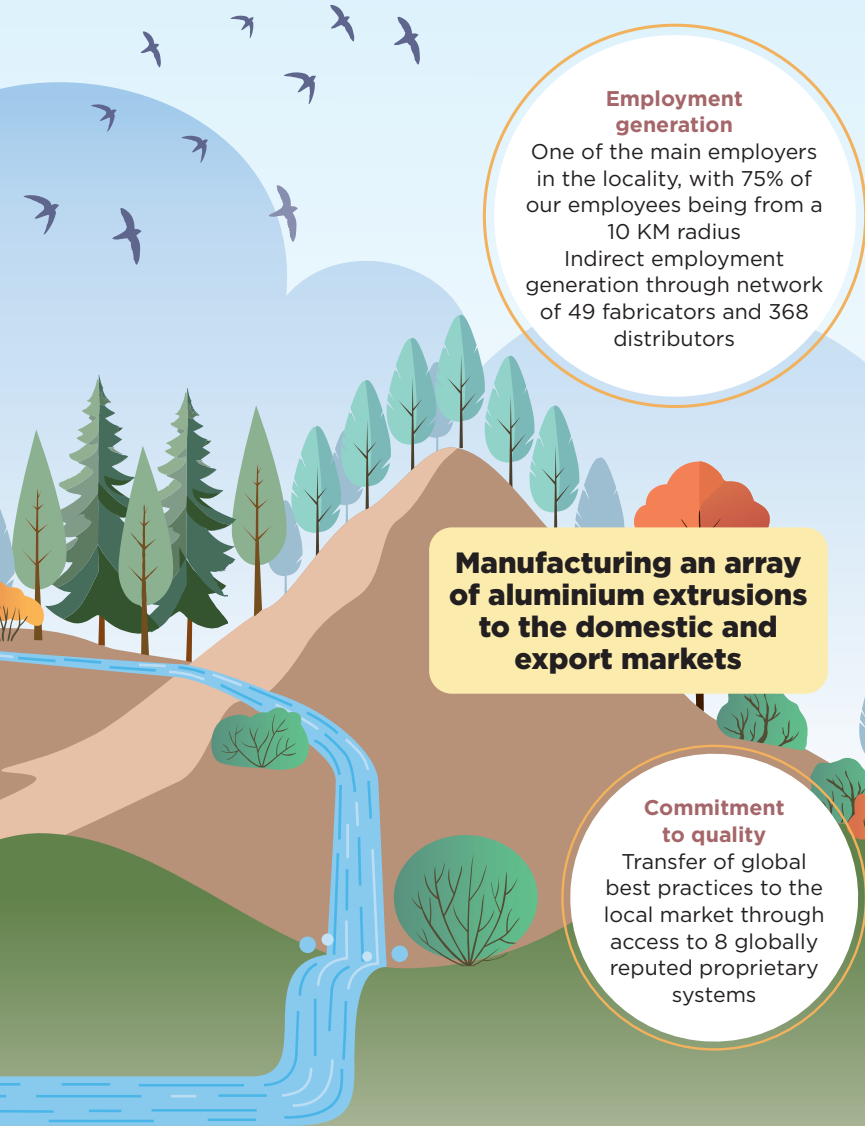 Employment
generation
One of the main employers
in the locality, with 75% of
our employees being from a
10 KM radius
Indirect employment
generation through network
of 49 fabricators and 368
distributors
Manufacturing an array
of aluminium extrusions
to the domestic and
export markets
Commitment
to quality
Transfer of global
best practices to the
local market through
access to 8 globally
reputed proprietary
systems